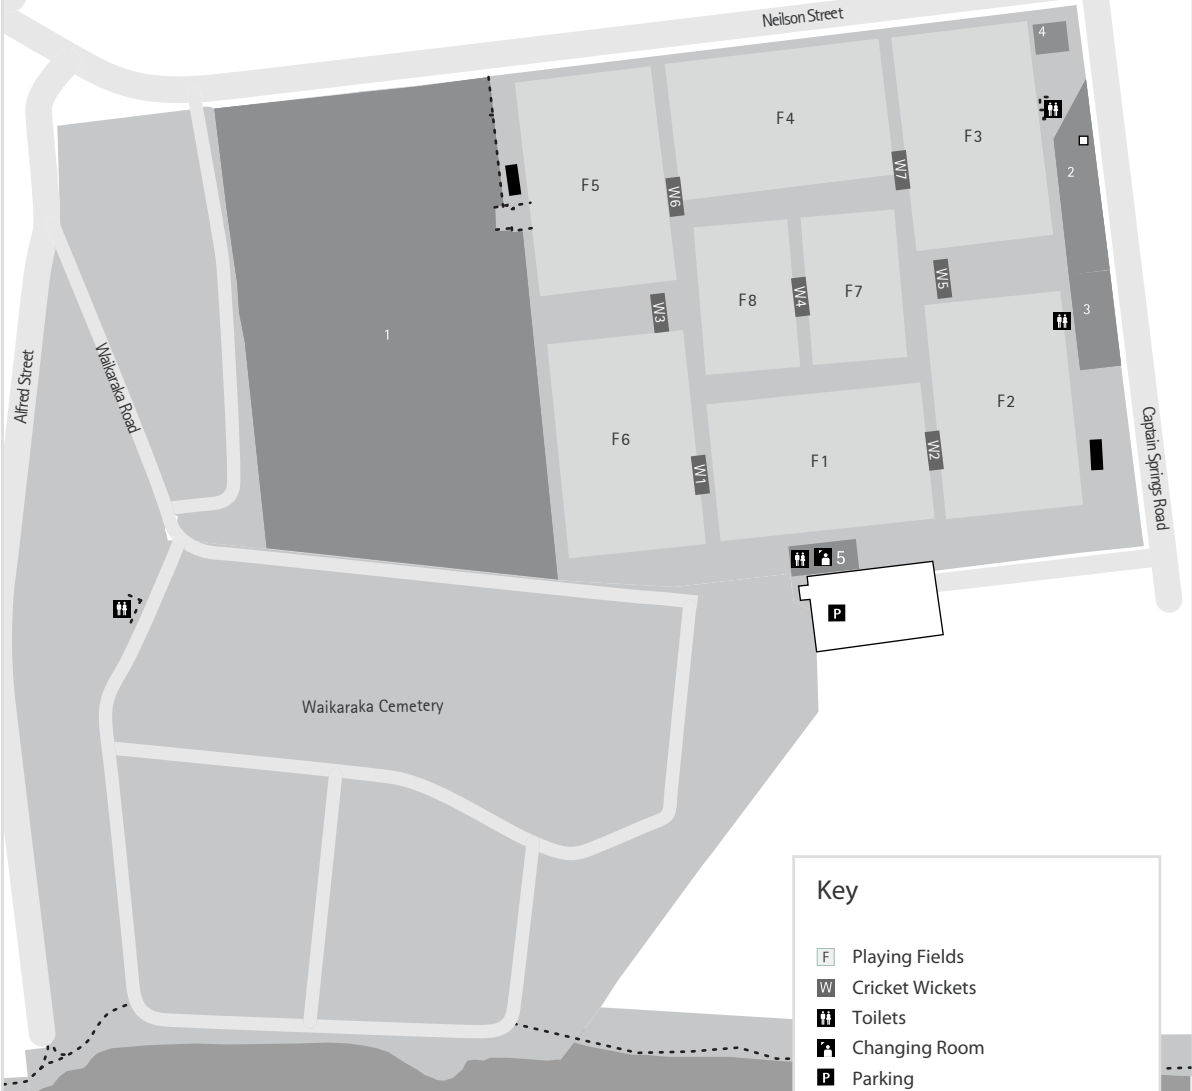 Neilson Street
4
F4
F3
F5
W7
2
W6
W5
F8
W4
F7
W3
3
1
Alfred Street
Waikaraka Road
F2
Captain Springs Road
F6
F1
W2
W1
5
P
Waikaraka Cemetery
Key
F Playing Fields
W Cricket Wickets
Toilets
Changing Room
P Parking